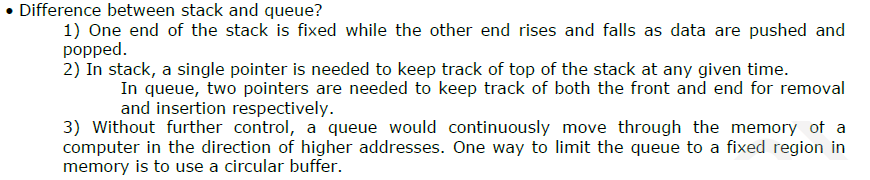 • Difference between stack and queue?
1) One end of the stack is fixed while the other end rises and falls as data are pushed and
popped.
2) In stack, a single pointer is needed to keep track of top of the stack at any given time.
In queue, two pointers are needed to keep track of both the front and end for removal
and insertion respectively.
3) Without further control, a queue would continuously move through the memory of a
computer in the direction of higher addresses. One way to limit the queue to a fixed region in
memory is to use a circular buffer.